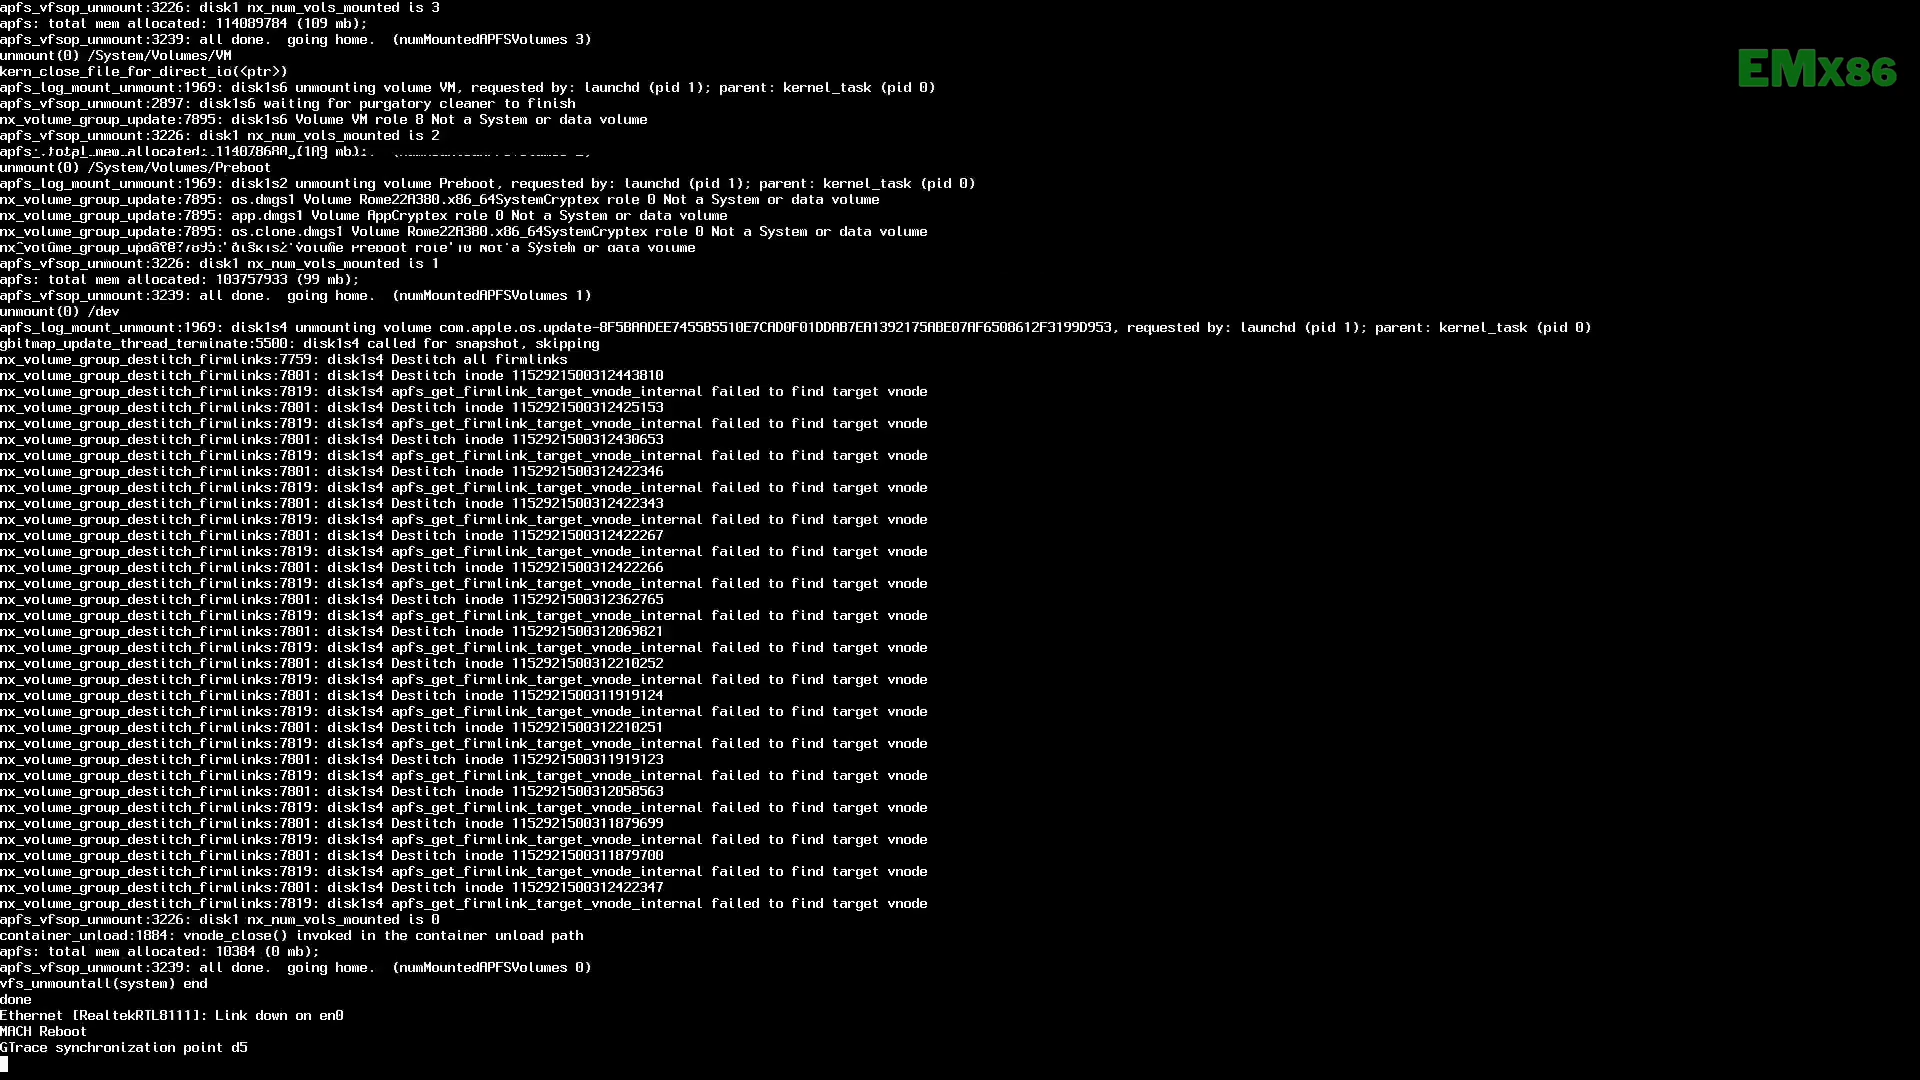 apfs_vfsop_unmount:3226: disk1 nx_num_vols_mounted is 3
apfs: total mem allocated: 114089784 (109 mb);
apfs_vfsop_unmount:3239: all done.  going home.  (numMountedAPFSVolumes 3)
unmount(0) /System/Volumes/VM
kern_close_file_for_direct_io(<ptr>)
apfs_log_mount_unmount:1969: disk1s6 unmounting volume VM, requested by: launchd (pid 1); parent: kernel_task (pid 0)
apfs_vfsop_unmount:2897: disk1s6 waiting for purgatory cleaner to finish
nx_volume_group_update:7895: disk1s6 Volume VM role 8 Not a System or data volume
apfs_vfsop_unmount:3226: disk1 nx_num_vols_mounted is 2
apfs: total mem allocated: 114078680 (109 mb);
unmount(0) /System/Volumes/Preboot
apfs_log_mount_unmount:1969: disk1s2 unmounting volume Preboot, requested by: launchd (pid 1); parent: kernel_task (pid 0)
nx_volume_group_update:7895: os.dmgs1 Volume Rome22A380.x86_64SystemCryptex role 0 Not a System or data volume
nx_volume_group_update:7895: app.dmgs1 Volume AppCryptex role 0 Not a System or data volume
nx_volume_group_update:7895: os.clone.dmgs1 Volume Rome22A380.x86_64SystemCryptex role 0 Not a System or data volume
nx_volume_group_update:7895: disk1s2 Volume Preboot role 10 Not a System or data volume
apfs_vfsop_unmount:3226: disk1 nx_num_vols_mounted is 1
apfs: total mem allocated: 103757933 (99 mb);
apfs_vfsop_unmount:3239: all done.  going home.  (numMountedAPFSVolumes 1)
unmount(0) /dev
apfs_log_mount_unmount:1969: disk1s4 unmounting volume com.apple.os.update-8F5BAADEE7455B5510E7CAD0F01DDAB7EA1392175ABE07AF6508612F3199D953, requested by: launchd (pid 1); parent: kernel_task (pid 0)
gbitmap_update_thread_terminate:5500: disk1s4 called for snapshot, skipping
nx_volume_group_destitch_firmlinks:7759: disk1s4 Destitch all firmlinks
nx_volume_group_destitch_firmlinks:7801: disk1s4 Destitch inode 1152921500312443810
nx_volume_group_destitch_firmlinks:7819: disk1s4 apfs_get_firmlink_target_vnode_internal failed to find target vnode
nx_volume_group_destitch_firmlinks:7801: disk1s4 Destitch inode 1152921500312425153
nx_volume_group_destitch_firmlinks:7819: disk1s4 apfs_get_firmlink_target_vnode_internal failed to find target vnode
nx_volume_group_destitch_firmlinks:7801: disk1s4 Destitch inode 1152921500312430653
nx_volume_group_destitch_firmlinks:7819: disk1s4 apfs_get_firmlink_target_vnode_internal failed to find target vnode
nx_volume_group_destitch_firmlinks:7801: disk1s4 Destitch inode 1152921500312422346
nx_volume_group_destitch_firmlinks:7819: disk1s4 apfs_get_firmlink_target_vnode_internal failed to find target vnode
nx_volume_group_destitch_firmlinks:7801: disk1s4 Destitch inode 1152921500312422343
nx_volume_group_destitch_firmlinks:7819: disk1s4 apfs_get_firmlink_target_vnode_internal failed to find target vnode
nx_volume_group_destitch_firmlinks:7801: disk1s4 Destitch inode 1152921500312422267
nx_volume_group_destitch_firmlinks:7819: disk1s4 apfs_get_firmlink_target_vnode_internal failed to find target vnode
nx_volume_group_destitch_firmlinks:7801: disk1s4 Destitch inode 1152921500312422266
nx_volume_group_destitch_firmlinks:7819: disk1s4 apfs_get_firmlink_target_vnode_internal failed to find target vnode
nx_volume_group_destitch_firmlinks:7801: disk1s4 Destitch inode 1152921500312362765
nx_volume_group_destitch_firmlinks:7819: disk1s4 apfs_get_firmlink_target_vnode_internal failed to find target vnode
nx_volume_group_destitch_firmlinks:7801: disk1s4 Destitch inode 1152921500312069821
nx_volume_group_destitch_firmlinks:7819: disk1s4 apfs_get_firmlink_target_vnode_internal failed to find target vnode
nx_volume_group_destitch_firmlinks:7801: disk1s4 Destitch inode 1152921500312210252
nx_volume_group_destitch_firmlinks:7819: disk1s4 apfs_get_firmlink_target_vnode_internal failed to find target vnode
nx_volume_group_destitch_firmlinks:7801: disk1s4 Destitch inode 1152921500311919124
nx_volume_group_destitch_firmlinks:7819: disk1s4 apfs_get_firmlink_target_vnode_internal failed to find target vnode
nx_volume_group_destitch_firmlinks:7801: disk1s4 Destitch inode 1152921500312210251
nx_volume_group_destitch_firmlinks:7819: disk1s4 apfs_get_firmlink_target_vnode_internal failed to find target vnode
nx_volume_group_destitch_firmlinks:7801: disk1s4 Destitch inode 1152921500311919123
nx_volume_group_destitch_firmlinks:7819: disk1s4 apfs_get_firmlink_target_vnode_internal failed to find target vnode
nx_volume_group_destitch_firmlinks:7801: disk1s4 Destitch inode 1152921500312058563
nx_volume_group_destitch_firmlinks:7819: disk1s4 apfs_get_firmlink_target_vnode_internal failed to find target vnode
nx_volume_group_destitch_firmlinks:7801: disk1s4 Destitch inode 1152921500311879699
nx_volume_group_destitch_firmlinks:7819: disk1s4 apfs_get_firmlink_target_vnode_internal failed to find target vnode
nx_volume_group_destitch_firmlinks:7801: disk1s4 Destitch inode 1152921500311879700
nx_volume_group_destitch_firmlinks:7819: disk1s4 apfs_get_firmlink_target_vnode_internal failed to find target vnode
nx_volume_group_destitch_firmlinks:7801: disk1s4 Destitch inode 1152921500312422347
nx_volume_group_destitch_firmlinks:7819: disk1s4 apfs_get_firmlink_target_vnode_internal failed to find target vnode
apfs_vfsop_unmount:3226: disk1 nx_num_vols_mounted is 0
container_unload:1884: vnode_close() invoked in the container unload path
apfs: total mem allocated: 10384 (0 mb);
apfs_vfsop_unmount:3239: all done.  going home.  (numMountedAPFSVolumes 0)
vfs_unmountall(system) end
done
Ethernet [RealtekRTL8111]: Link down on en0
MACH Reboot
GTrace synchronization point d5
EMx86